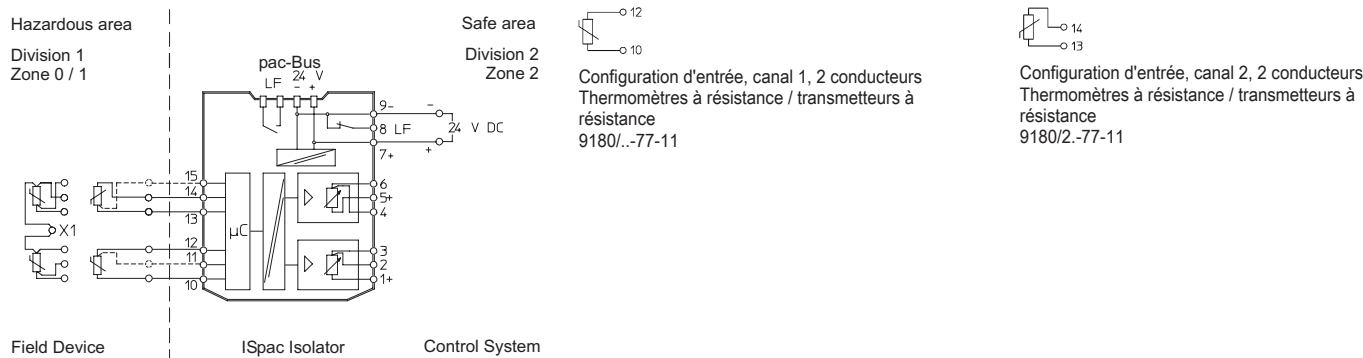 Hazardous area
Safe area
Division 1
Zone 0 / 1
Division 2
Zone 2
pac-Bus
LF 24 V
- +
9-
8 LF
7+
-
24 V DC
+
15
14
13
12
11
10
X1
µC
6
5+
4
3
2
1+
Field Device
ISpac Isolator
Control System
12
10
Configuration d'entrée, canal 1, 2 conducteurs
Thermomètres à résistance / transmetteurs à
résistance
9180/..-77-11
14
13
Configuration d'entrée, canal 2, 2 conducteurs
Thermomètres à résistance / transmetteurs à
résistance
9180/2.-77-11